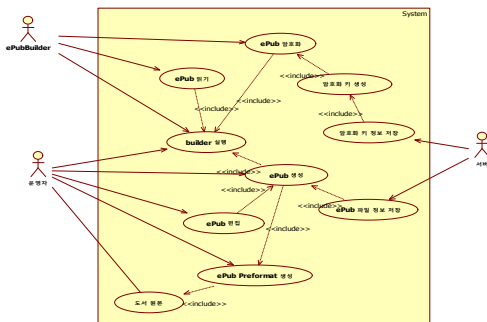 System
ePub 암호화
ePubBuilder
ePub 읽기
<<include>>
암호화 키 생성
<<include>>
<<include>>
<<include>>
암호화 키 정보 저장
builder 실행
서버
<<include>>
운영자
ePub 생성
<<include>>
<<include>>
ePub 파일 정보 저장
ePub 편집
<<include>>
ePub Preformat 생성
도서 원문
<<include>>